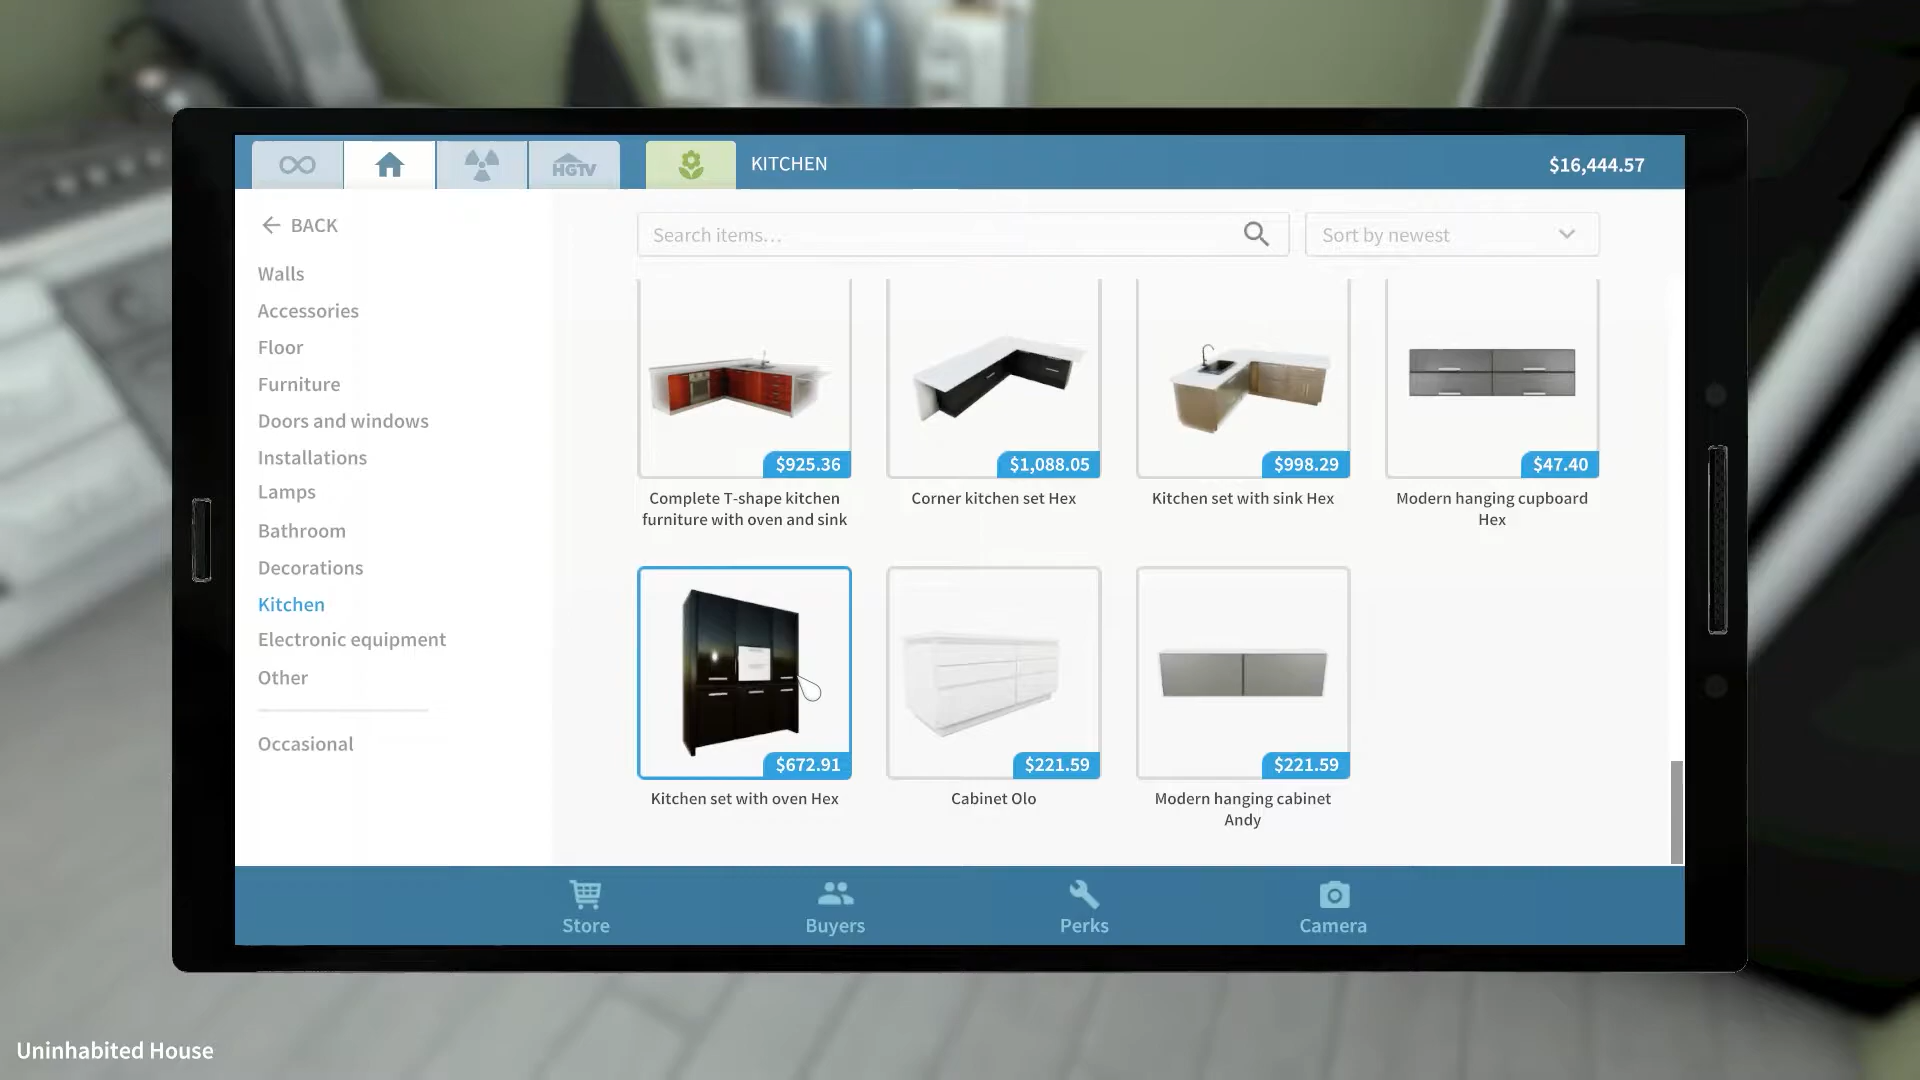 HGTV
KITCHEN
$16,444.57
BACK
Search items...
Sort by newest
Walls
Accessories
Floor
Furniture
Doors and windows
Installations
Lamps
Bathroom
Decorations
Kitchen
Electronic equipment
Other
Occasional
$925.36
Complete T-shape kitchen
furniture with oven and sink
$1,088.05
Corner kitchen set Hex
$998.29
Kitchen set with sink Hex
$47.40
Modern hanging cupboard
Hex
$672.91
Kitchen set with oven Hex
$221.59
Cabinet Olo
$221.59
Modern hanging cabinet
Andy
Store
Buyers
Perks
Camera
Uninhabited House